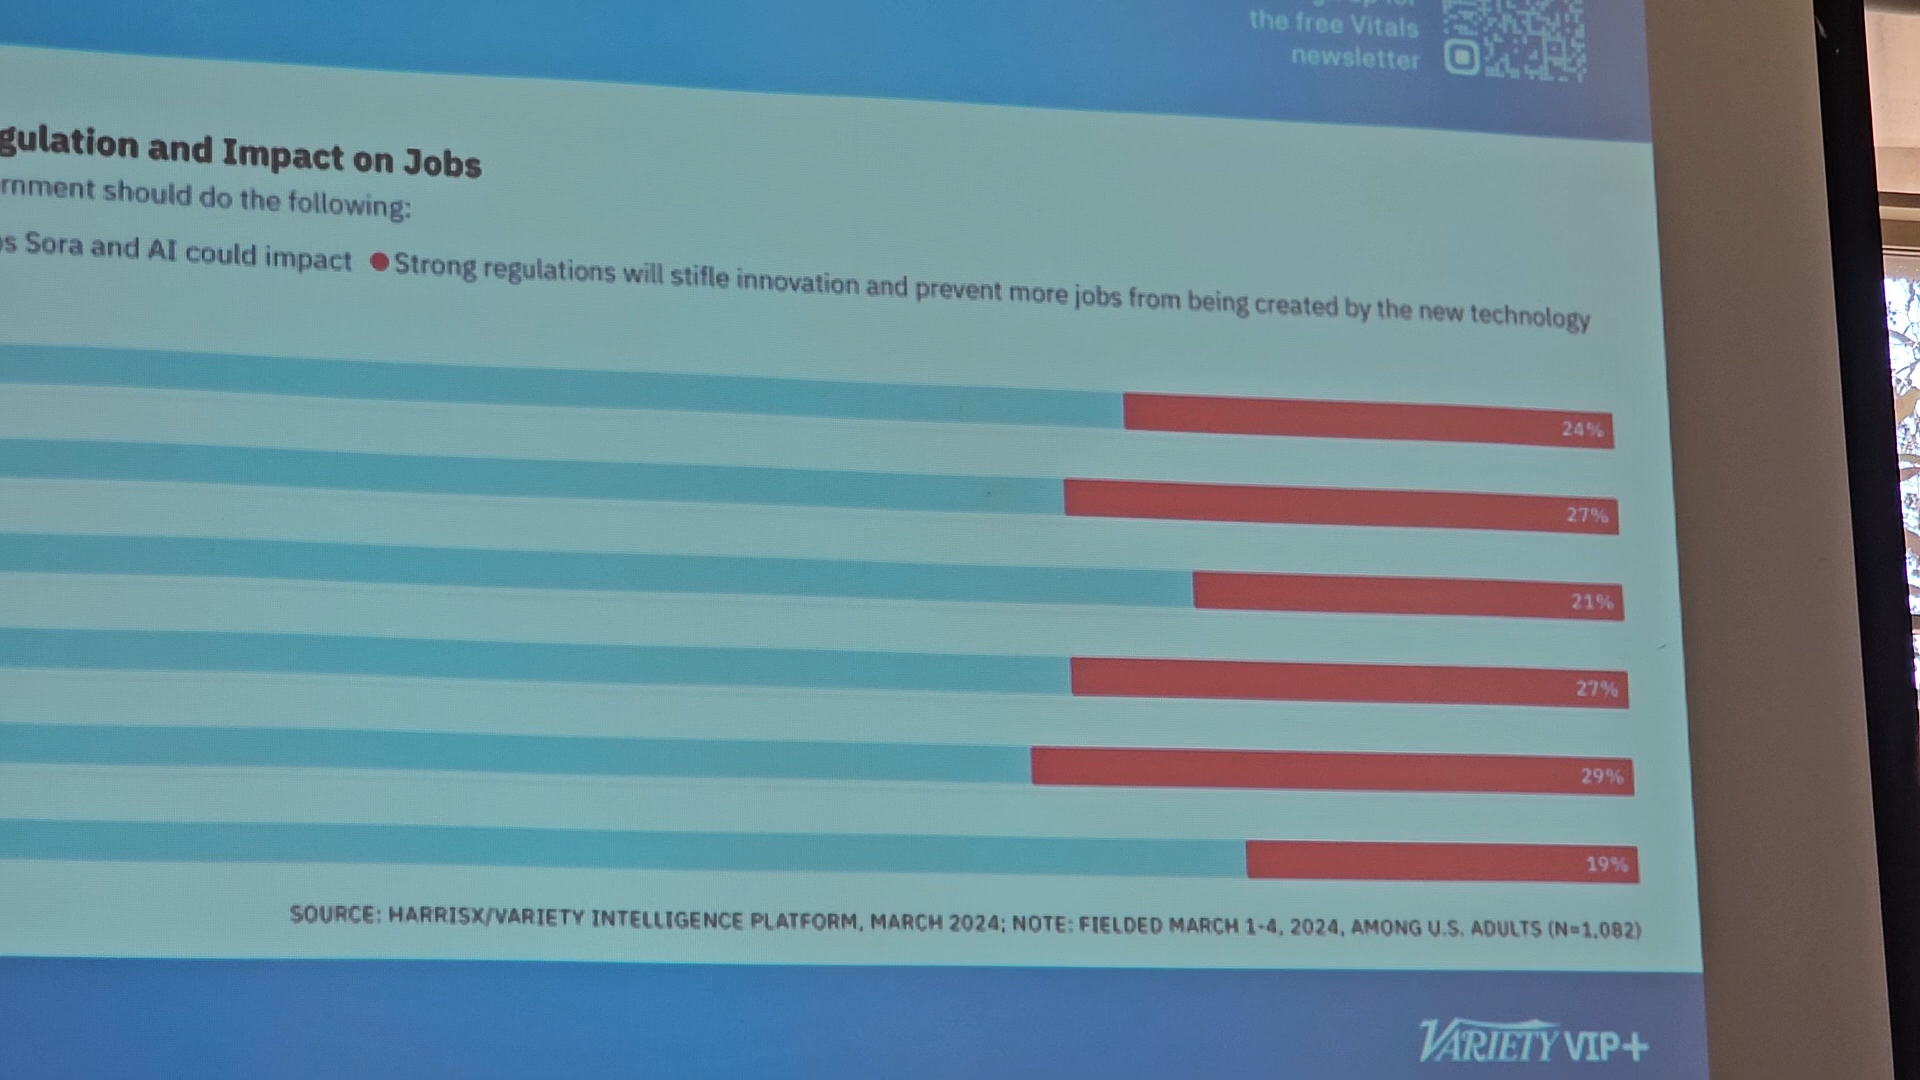 the free Vitals
newsletter
gulation and Impact on Jobs
rnment should do the following:
s Sora and AI could impact Strong regulations will stifle innovation and prevent more jobs from being created by the new technology
24%
27%
21%
27%
29%
19%
SOURCE: HARRISX/VARIETY INTELLIGENCE PLATFORM, MARCH 2024; NOTE: FIELDED MARCH 1-4, 2024, AMONG U.S. ADULTS (N=1,082)
VARIETY VIP+